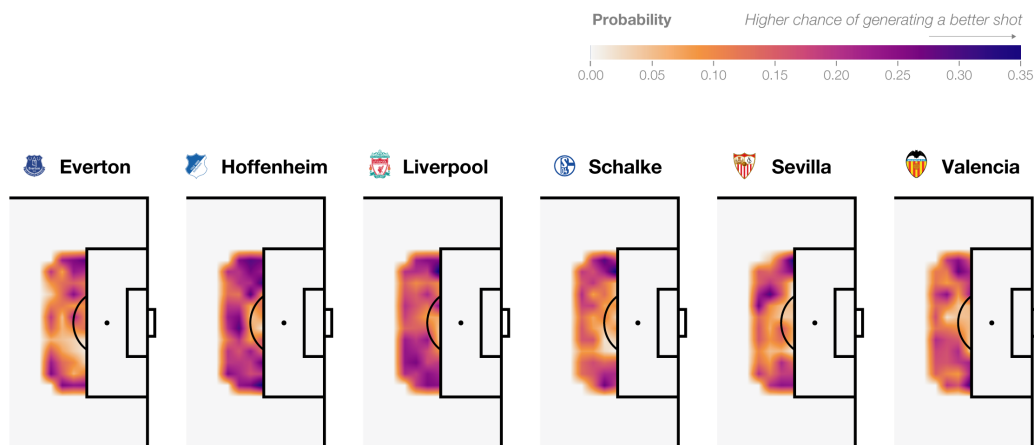 Probability Higher chance of generating a better shot
0.00 0.05 0.10 0.15 0.20 0.25 0.30 0.35
Everton Hoffenheim Liverpool Schalke Sevilla Valencia